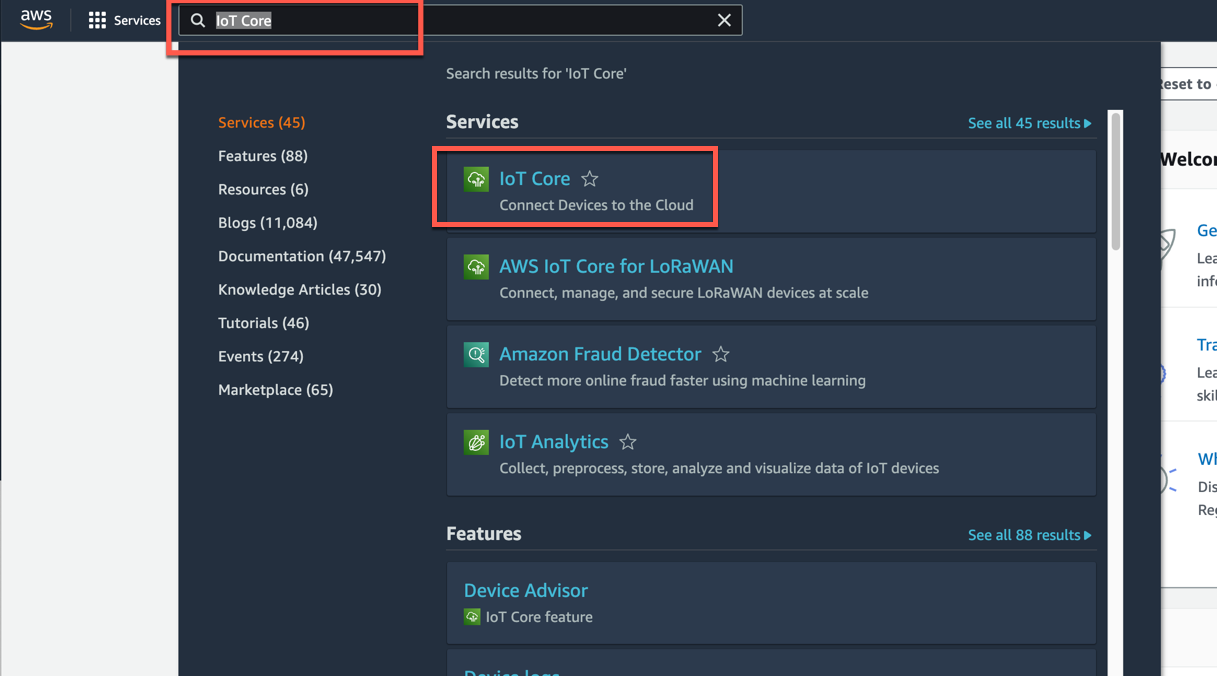 aws
Services
IoT Core
Search results for 'IoT Core'
Services (45)
Features (88)
Resources (6)
Blogs (11,084)
Documentation (47,547)
Knowledge Articles (30)
Tutorials (46)
Events (274)
Marketplace (65)
Services
See all 45 results
IoT Core
Connect Devices to the Cloud
AWS IoT Core for LoRaWAN
Connect, manage, and secure LoRaWAN devices at scale
Amazon Fraud Detector
Detect more online fraud faster using machine learning
IoT Analytics
Collect, preprocess, store, analyze and visualize data of IoT devices
Features
See all 88 results
Device Advisor
IoT Core feature
Device logs
eset to
Welco
Ge
Lea
info
Tra
Lea
skil
Wh
Dis
Reg